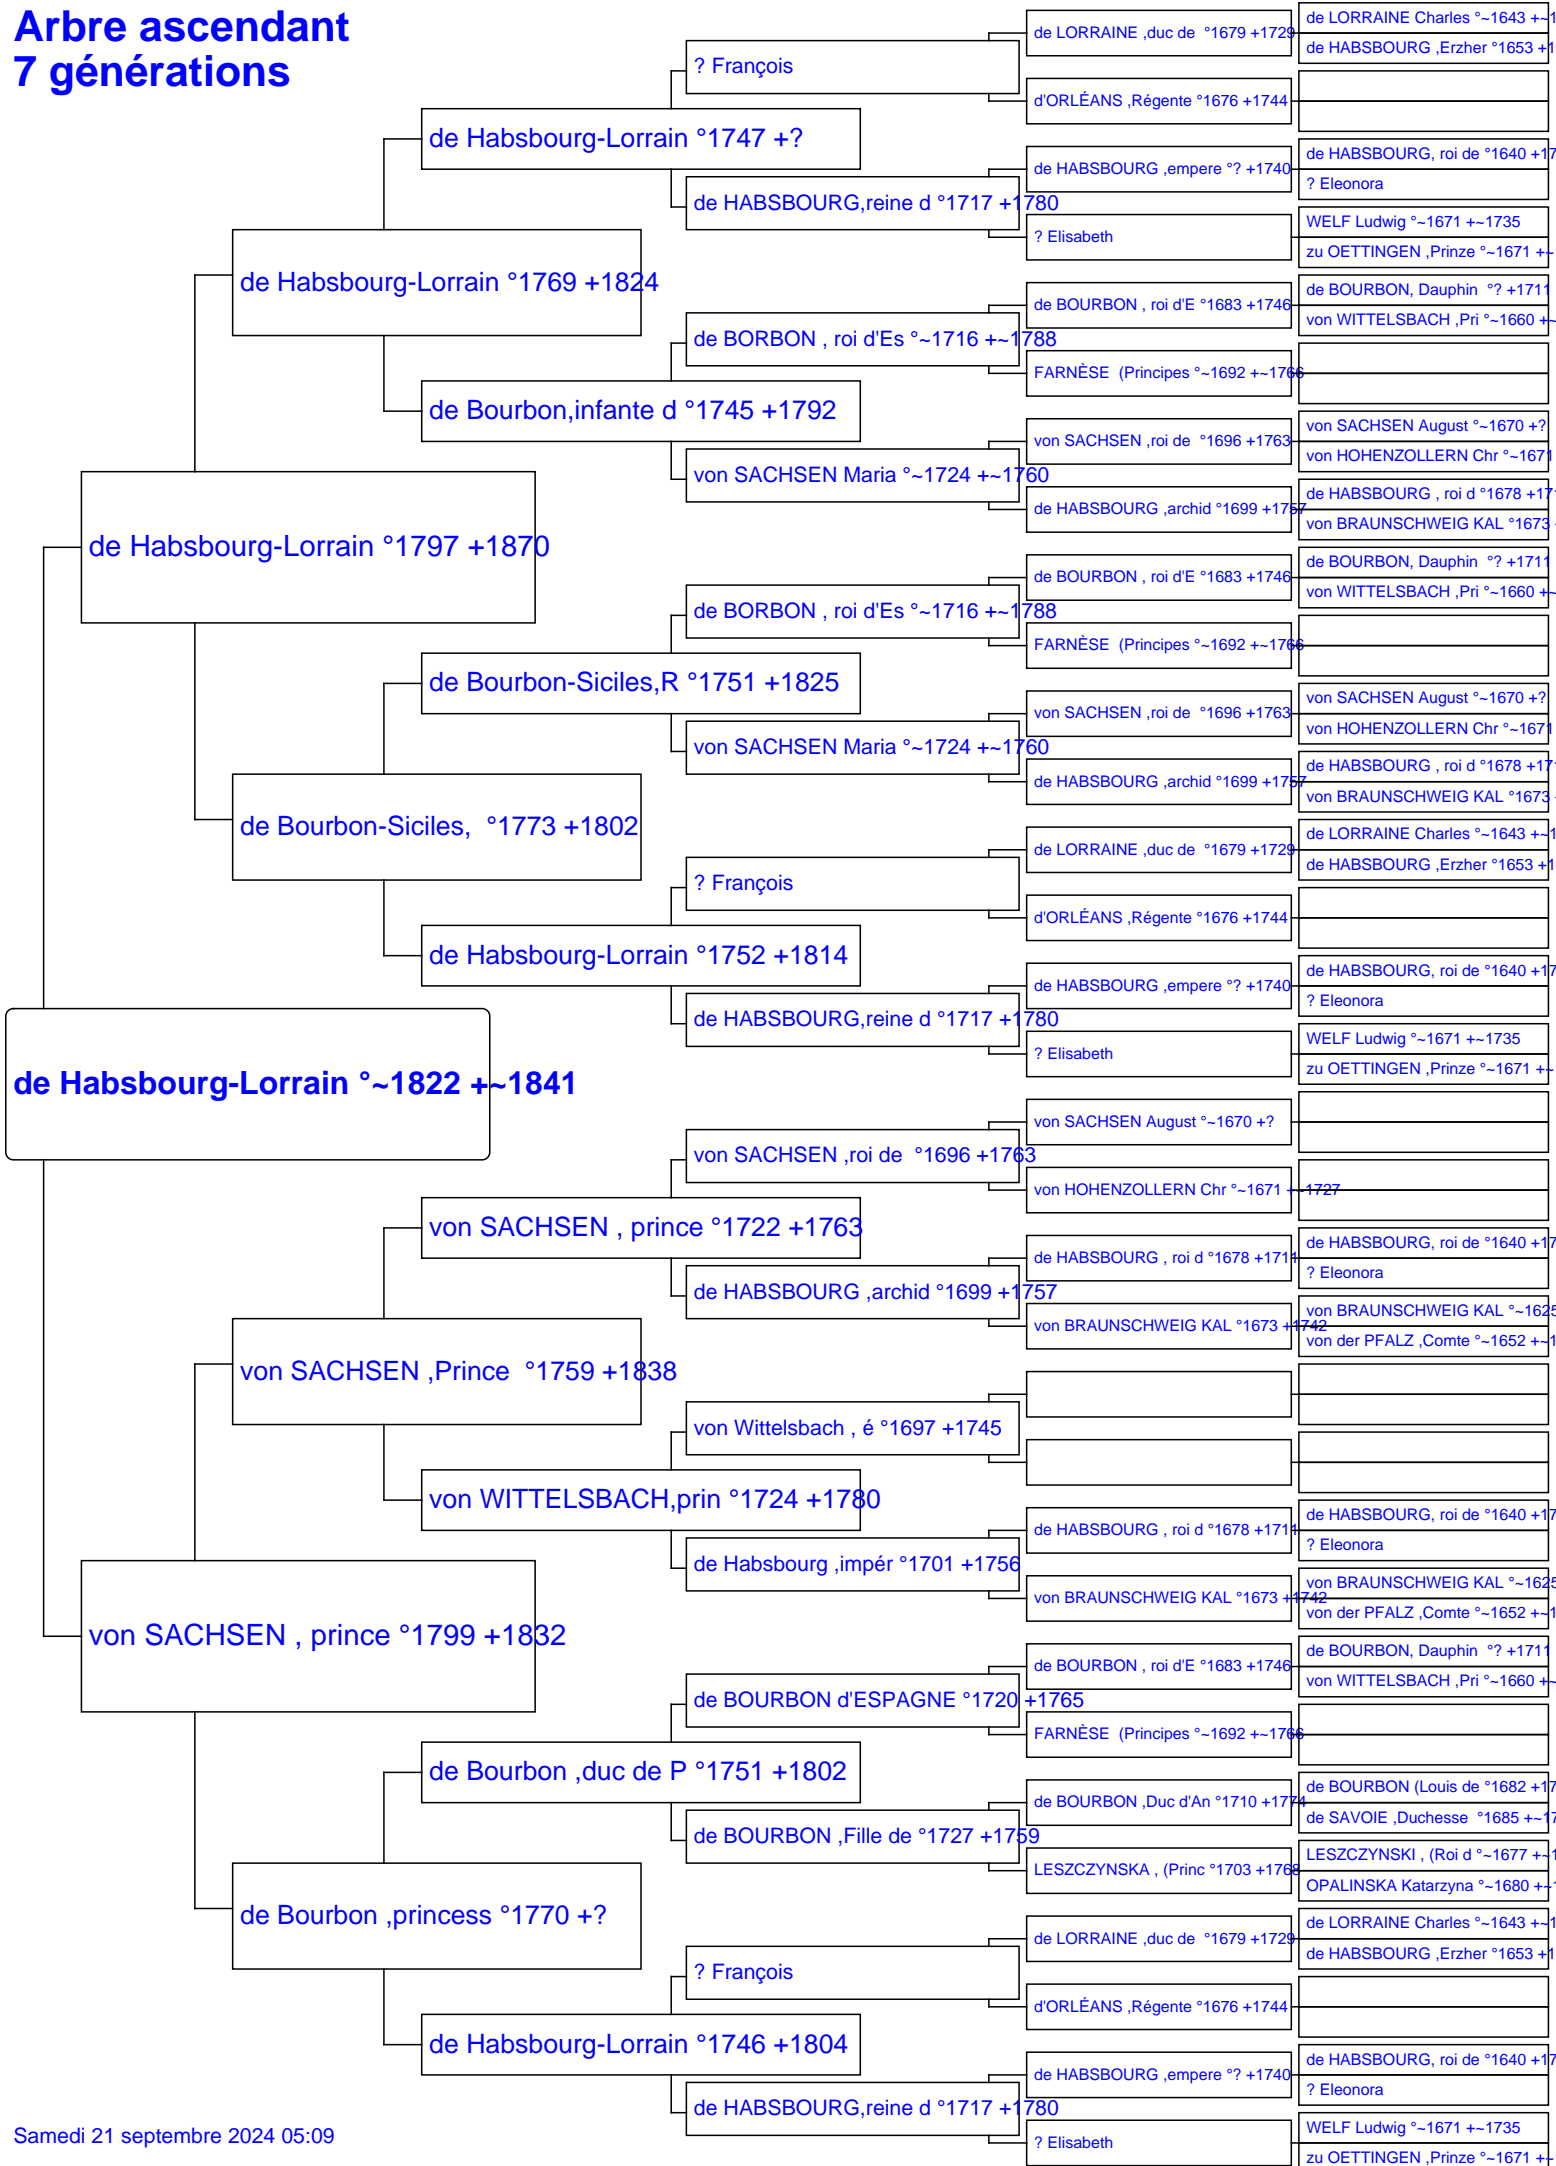 Arbre ascendant
7 générations
de Habsbourg-Lorrain °~1822 +~1841
de Habsbourg-Lorrain °1797 +1870
von SACHSEN , prince °1799 +1832
de Habsbourg-Lorrain °1769 +1824
de Bourbon-Siciles, °1773 +1802
von SACHSEN ,Prince °1759 +1838
de Bourbon ,princess °1770 +?
de Habsbourg-Lorrain °1747 +?
de Bourbon,infante d °1745 +1792
de Bourbon-Siciles,R °1751 +1825
de Habsbourg-Lorrain °1752 +1814
von SACHSEN , prince °1722 +1763
von WITTELSBACH,prin °1724 +1780
de Bourbon ,duc de P °1751 +1802
de Habsbourg-Lorrain °1746 +1804
? François
de HABSBOURG,reine d °1717 +1780
de BORBON , roi d'Es °~1716 +~1788
von SACHSEN Maria °~1724 +~1760
de BORBON , roi d'Es °~1716 +~1788
von SACHSEN Maria °~1724 +~1760
? François
de HABSBOURG,reine d °1717 +1780
von SACHSEN ,roi de °1696 +1763
de HABSBOURG ,archid °1699 +1757
von Wittelsbach , é °1697 +1745
de Habsbourg ,impér °1701 +1756
de BOURBON d'ESPAGNE °1720 +1765
de BOURBON ,Fille de °1727 +1759
? François
de HABSBOURG,reine d °1717 +1780
de LORRAINE ,duc de °1679 +1729
d'ORLÉANS ,Régente °1676 +1744
de HABSBOURG ,empere °? +1740
? Elisabeth
de BOURBON , roi d'E °1683 +1746
FARNÈSE (Principes °~1692 +~1766
von SACHSEN ,roi de °1696 +1763
de HABSBOURG ,archid °1699 +1757
de BOURBON , roi d'E °1683 +1746
FARNÈSE (Principes °~1692 +~1766
von SACHSEN ,roi de °1696 +1763
de HABSBOURG ,archid °1699 +1757
de LORRAINE ,duc de °1679 +1729
d'ORLÉANS ,Régente °1676 +1744
de HABSBOURG ,empere °? +1740
? Elisabeth
von SACHSEN August °~1670 +?
von HOHENZOLLERN Chr °~1671 +~1727
de HABSBOURG , roi d °1678 +1711
von BRAUNSCHWEIG KAL °1673 +1742
de HABSBOURG , roi d °1678 +1711
von BRAUNSCHWEIG KAL °1673 +1742
de BOURBON , roi d'E °1683 +1746
FARNÈSE (Principes °~1692 +~1766
de BOURBON ,Duc d'An °1710 +1774
LESZCZYNSKA , (Princ °1703 +1768
de LORRAINE ,duc de °1679 +1729
d'ORLÉANS ,Régente °1676 +1744
de HABSBOURG ,empere °? +1740
? Elisabeth
de LORRAINE Charles °~1643 +~1
de HABSBOURG ,Erzher °1653 +1
de HABSBOURG, roi de °1640 +17
? Eleonora
WELF Ludwig °~1671 +~1735
zu OETTINGEN ,Prinze °~1671 +~
de BOURBON, Dauphin °? +1711
von WITTELSBACH ,Pri °~1660 +~
von SACHSEN August °~1670 +?
von HOHENZOLLERN Chr °~1671
de HABSBOURG , roi d °1678 +171
von BRAUNSCHWEIG KAL °1673 +
de BOURBON, Dauphin °? +1711
von WITTELSBACH ,Pri °~1660 +~
von SACHSEN August °~1670 +?
von HOHENZOLLERN Chr °~1671
de HABSBOURG , roi d °1678 +171
von BRAUNSCHWEIG KAL °1673 +
de LORRAINE Charles °~1643 +~1
de HABSBOURG ,Erzher °1653 +1
de HABSBOURG, roi de °1640 +17
? Eleonora
WELF Ludwig °~1671 +~1735
zu OETTINGEN ,Prinze °~1671 +~
de HABSBOURG, roi de °1640 +17
? Eleonora
von BRAUNSCHWEIG KAL °~1625
von der PFALZ ,Comte °~1652 +~1
de HABSBOURG, roi de °1640 +17
? Eleonora
von BRAUNSCHWEIG KAL °~1625
von der PFALZ ,Comte °~1652 +~1
de BOURBON, Dauphin °? +1711
von WITTELSBACH ,Pri °~1660 +~
de BOURBON (Louis de °1682 +17
de SAVOIE ,Duchesse °1685 +~17
LESZCZYNSKI , (Roi d °~1677 +~1
OPALINSKA Katarzyna °~1680 +~1
de LORRAINE Charles °~1643 +~1
de HABSBOURG ,Erzher °1653 +1
de HABSBOURG, roi de °1640 +17
? Eleonora
WELF Ludwig °~1671 +~1735
zu OETTINGEN ,Prinze °~1671 +~
Samedi 21 septembre 2024 05:09